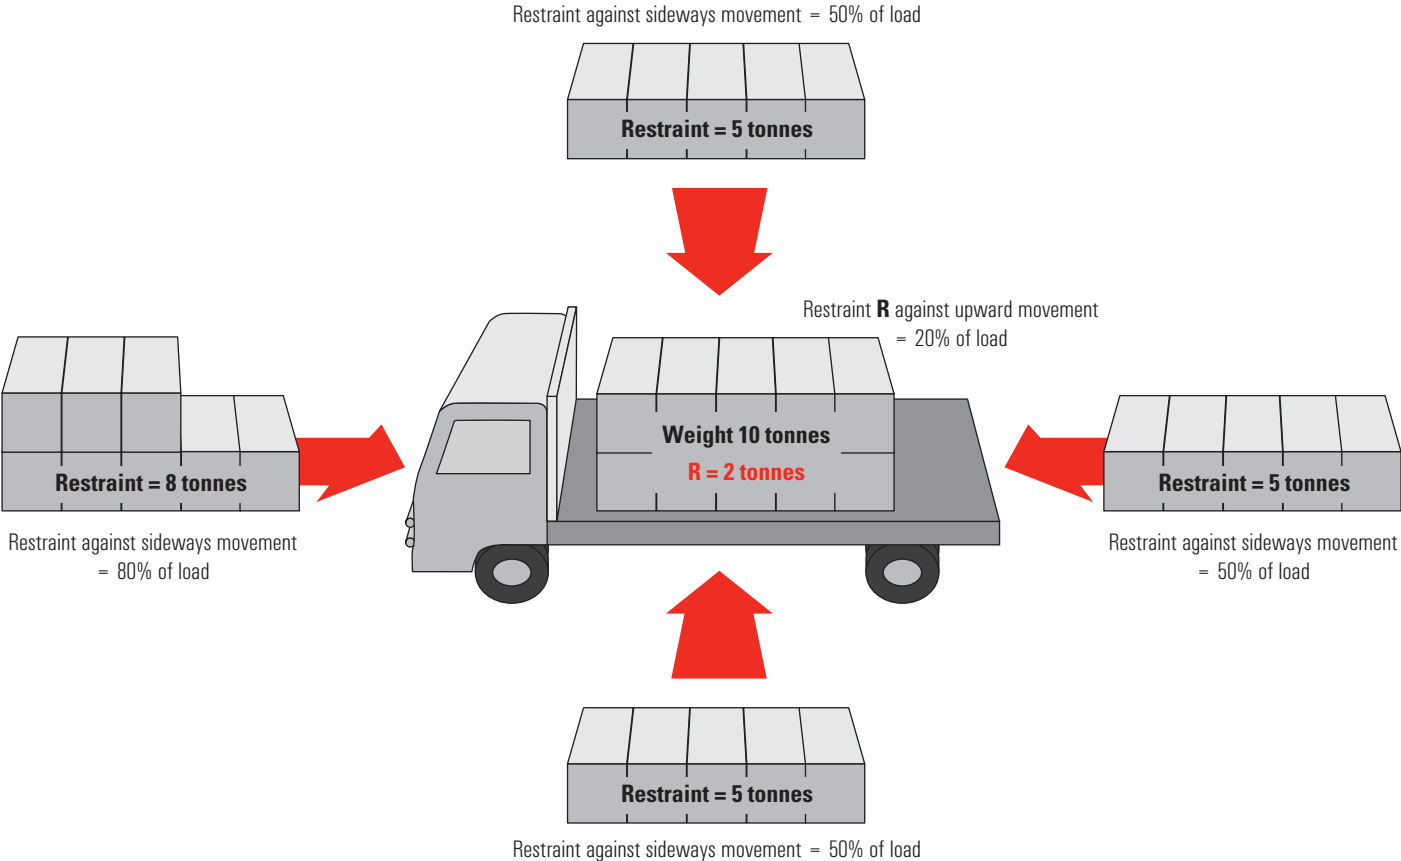 Restraint against sideways movement = 50% of load
Restraint = 5 tonnes
Restraint R against upward movement
= 20% of load
Weight 10 tonnes
R = 2 tonnes
Restraint = 8 tonnes
Restraint against sideways movement
= 80% of load
Restraint = 5 tonnes
Restraint against sideways movement
= 50% of load
Restraint = 5 tonnes
Restraint against sideways movement = 50% of load